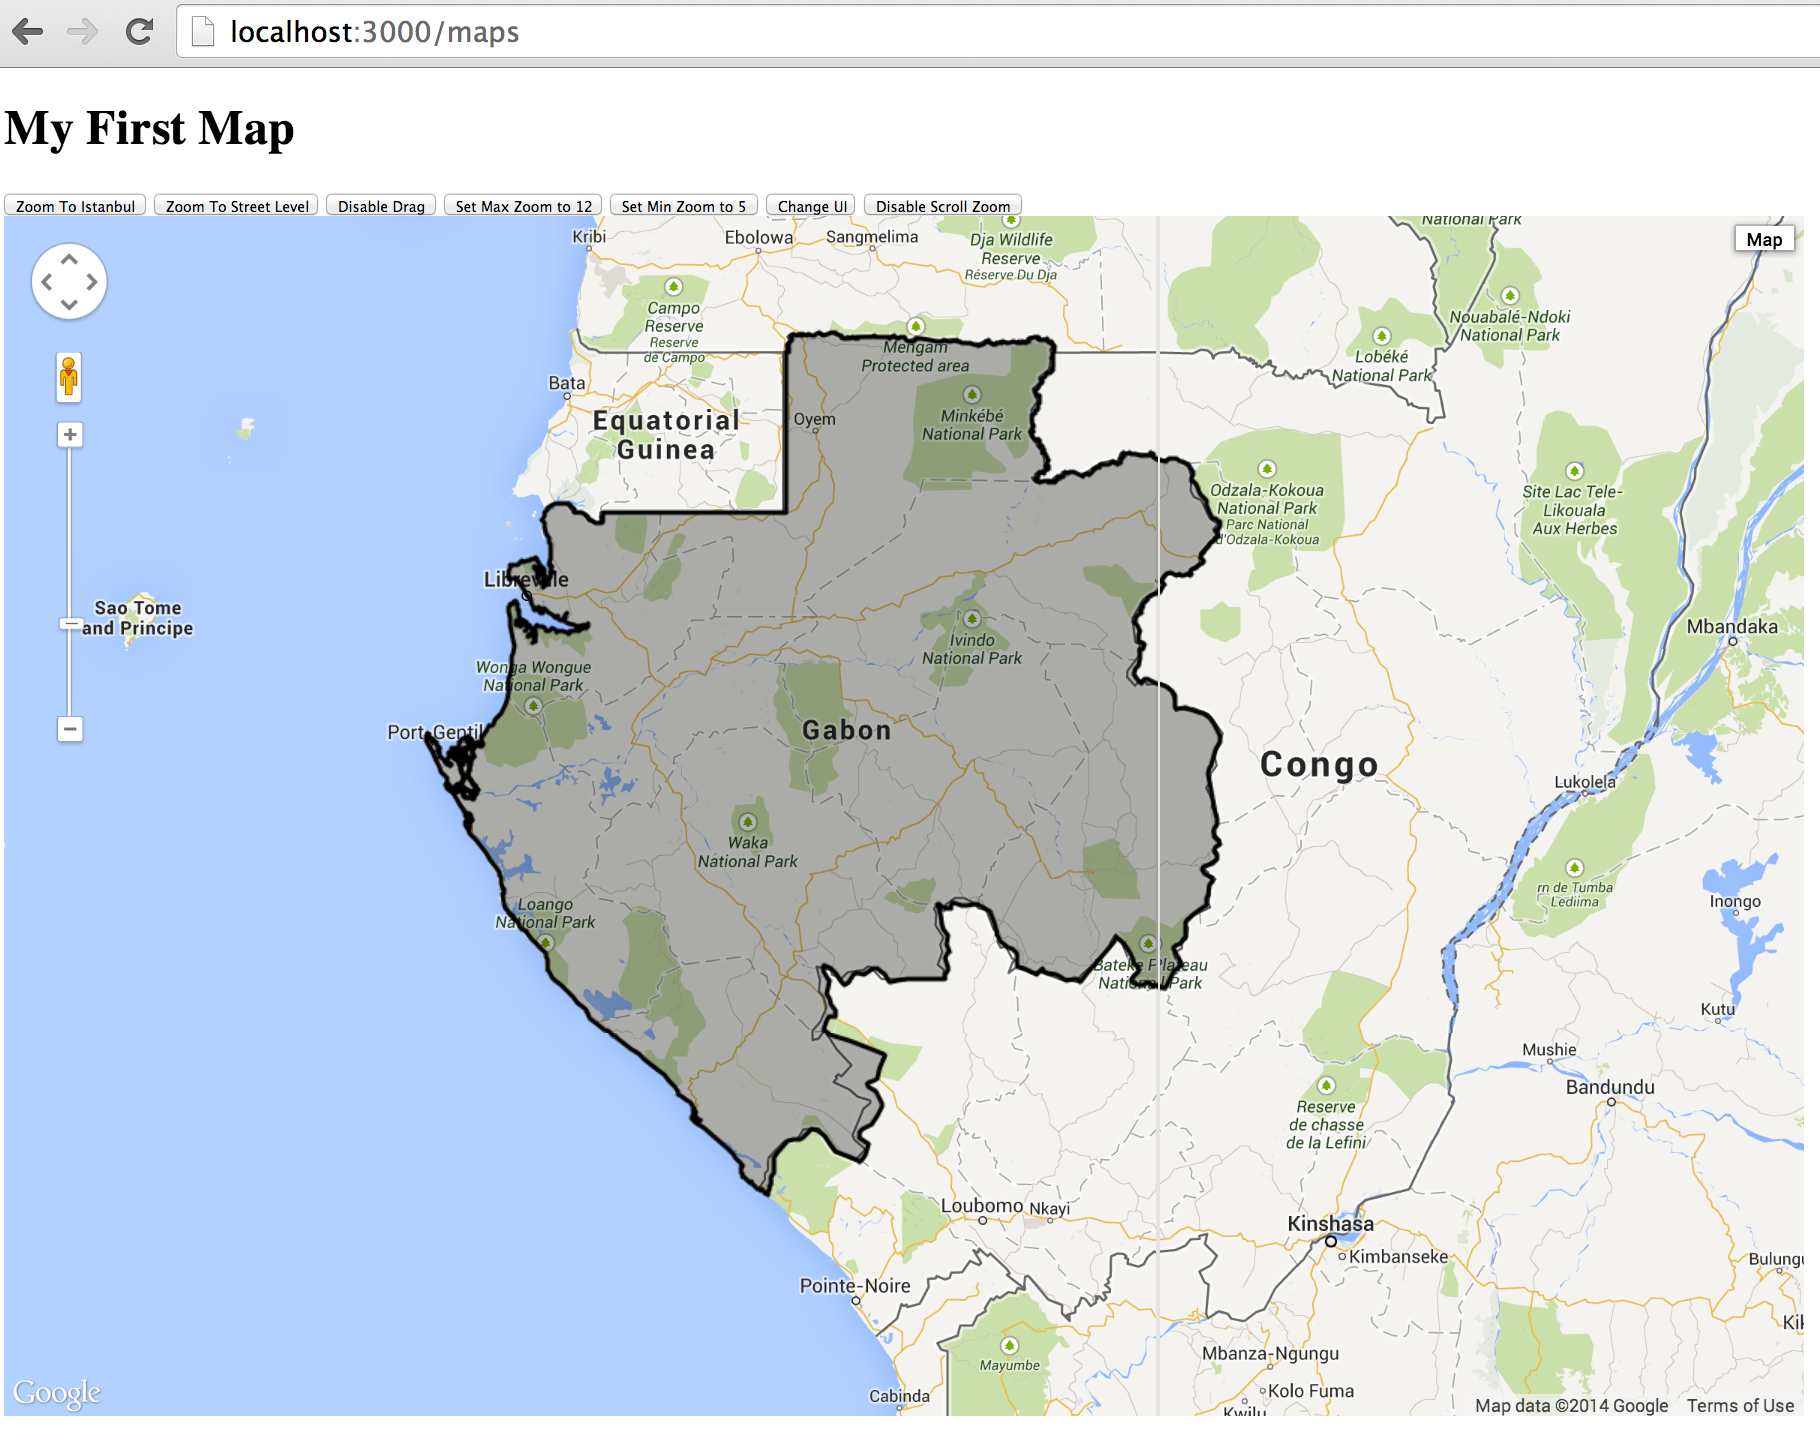 localhost:3000/maps
My First Map
Zoom To Istanbul
Zoom To Street Level
Disable Drag
Set Max Zoom to 12
Set Min Zoom to 5
Change UI
Disable Scroll Zoom
Map
National Park
Kribi
Ebolowa
Sangmelima
Dja Wildlife
Reserve
Réserve Du Dja
Campo
Reserve
Reserve
de Campo
Nouabalé-Ndoki
National Park
Lobéké
National Park
Mengam
Protected area
Bata
Equatorial
Guinea
Oyem
Minkébé
National Park
Odzala-Kokoua
National Park
Parc National
d'Odzala-Kokoua
Site Lac Tele-
Likouala
Aux Herbes
Libreville
Sao Tome
and Principe
Mbandaka
Ivindo
National Park
Wonga Wongue
National Park
Port-Gentil
Gabon
Congo
Lukolela
Waka
National Park
rn de Tumba
Lediima
Inongo
Loango
National Park
Bateke Plateau
National Park
Kutu
Mushie
Bandundu
Reserve
de chasse
de la Lefini
Loubomo
Nkayi
Kinshasa
Kimbanseke
Bulungu
Pointe-Noire
Kik
Mayumbe
Mbanza-Ngungu
Kolo Fuma
Cabinda
Kwilu
Google
Map data ©2014 Google
Terms of Use